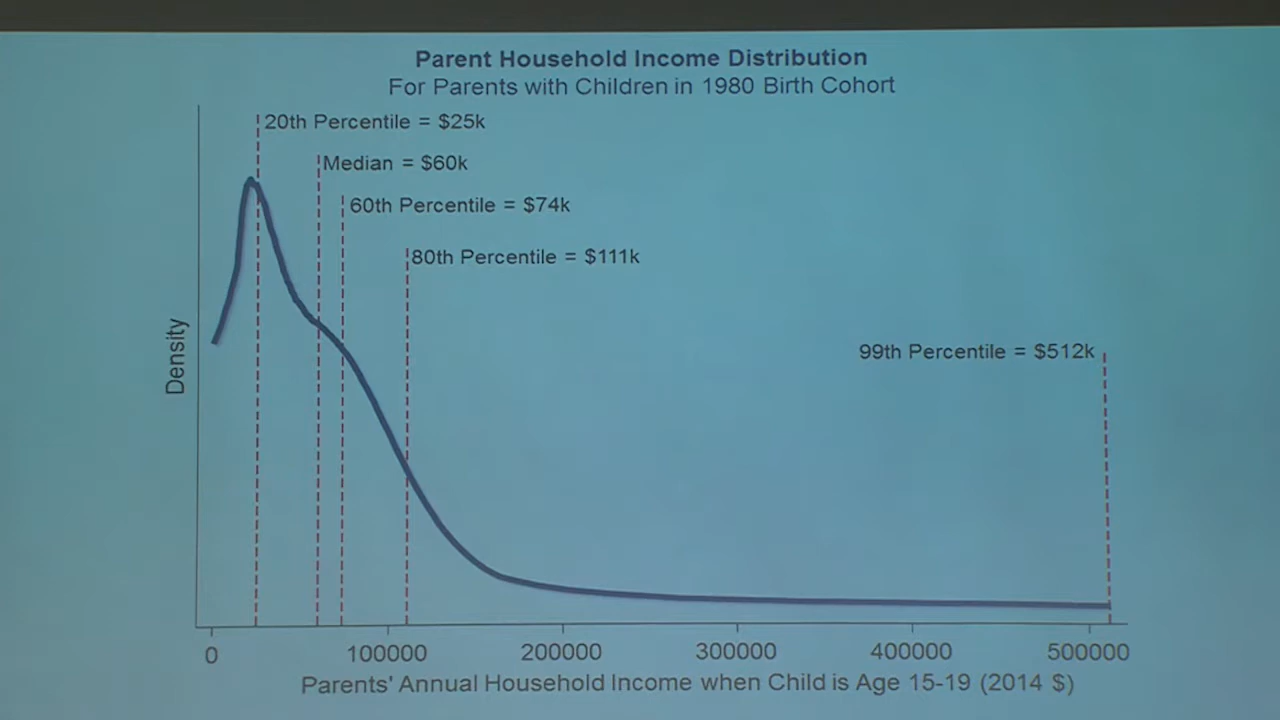 Parent Household Income Distribution
For Parents with Children in 1980 Birth Cohort
20th Percentile = $25k
Median = $60k
60th Percentile = $74k
80th Percentile = $111k
99th Percentile = $512k
Density
0 100000 200000 300000 400000 500000
Parents' Annual Household Income when Child is Age 15-19 (2014 $)